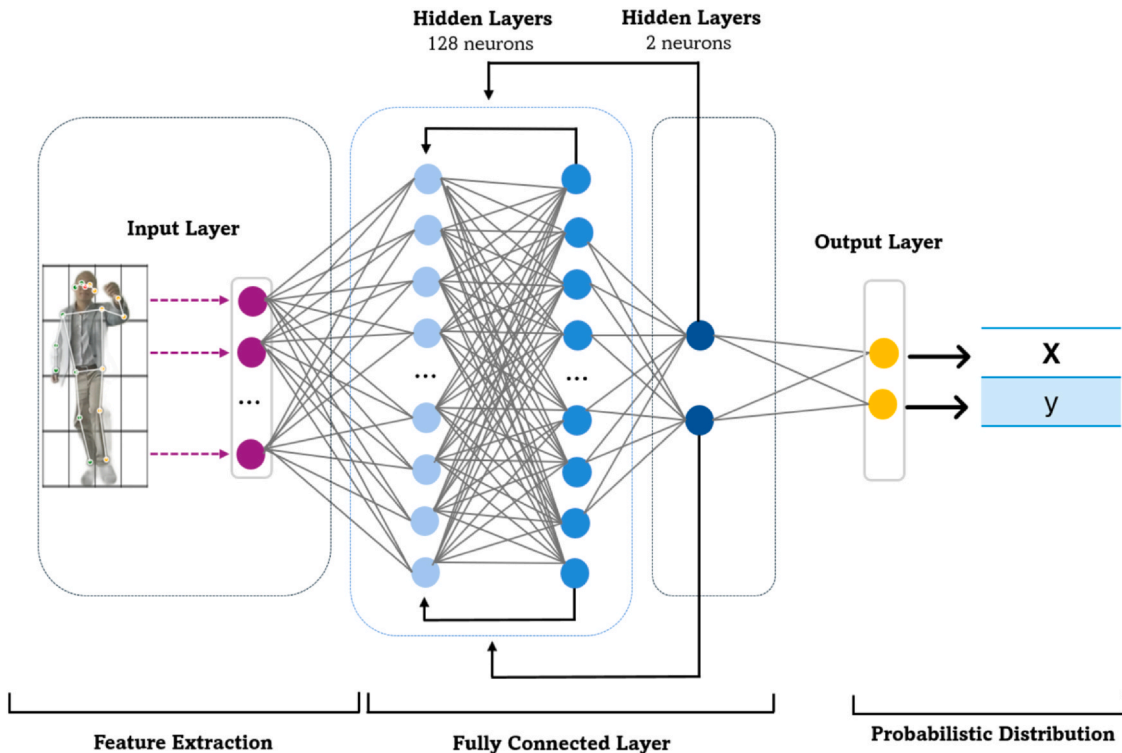 Hidden Layers
128 neurons
Hidden Layers
2 neurons
Input Layer
Output Layer
...
...
...
X
y
Feature Extraction
Fully Connected Layer
Probabilistic Distribution